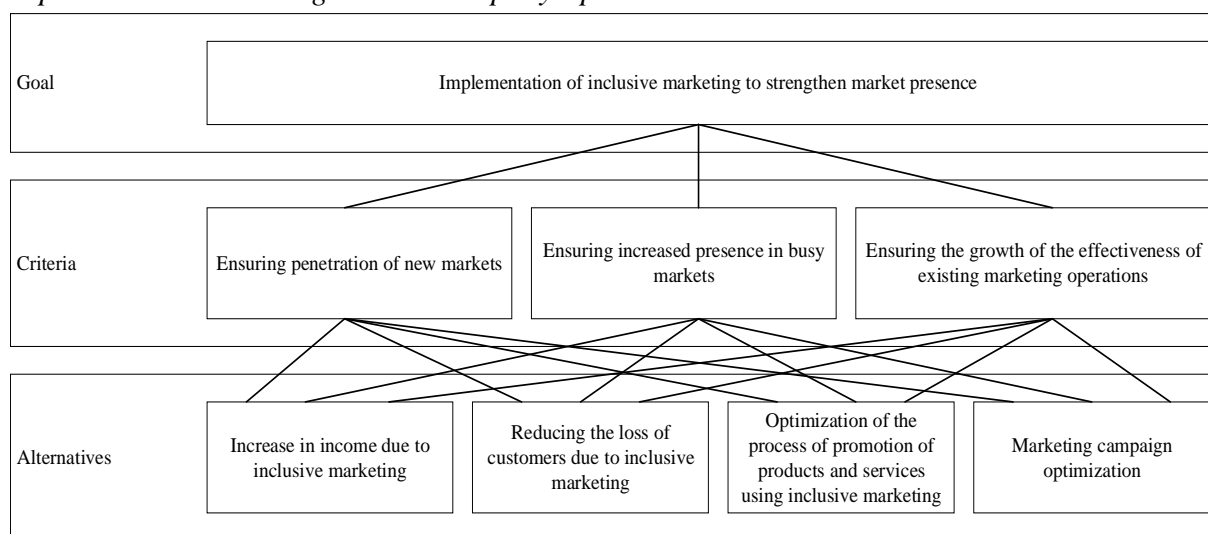 Goal
Implementation of inclusive marketing to strengthen market presence
Criteria
Ensuring penetration of new markets
Ensuring increased presence in busy
markets
Ensuring the growth of the effectiveness of
existing marketing operations
Alternatives
Increase in income due to
inclusive marketing
Reducing the loss of
customers due to inclusive
marketing
Optimization of the
process of promotion of
products and services
using inclusive marketing
Marketing campaign
optimization